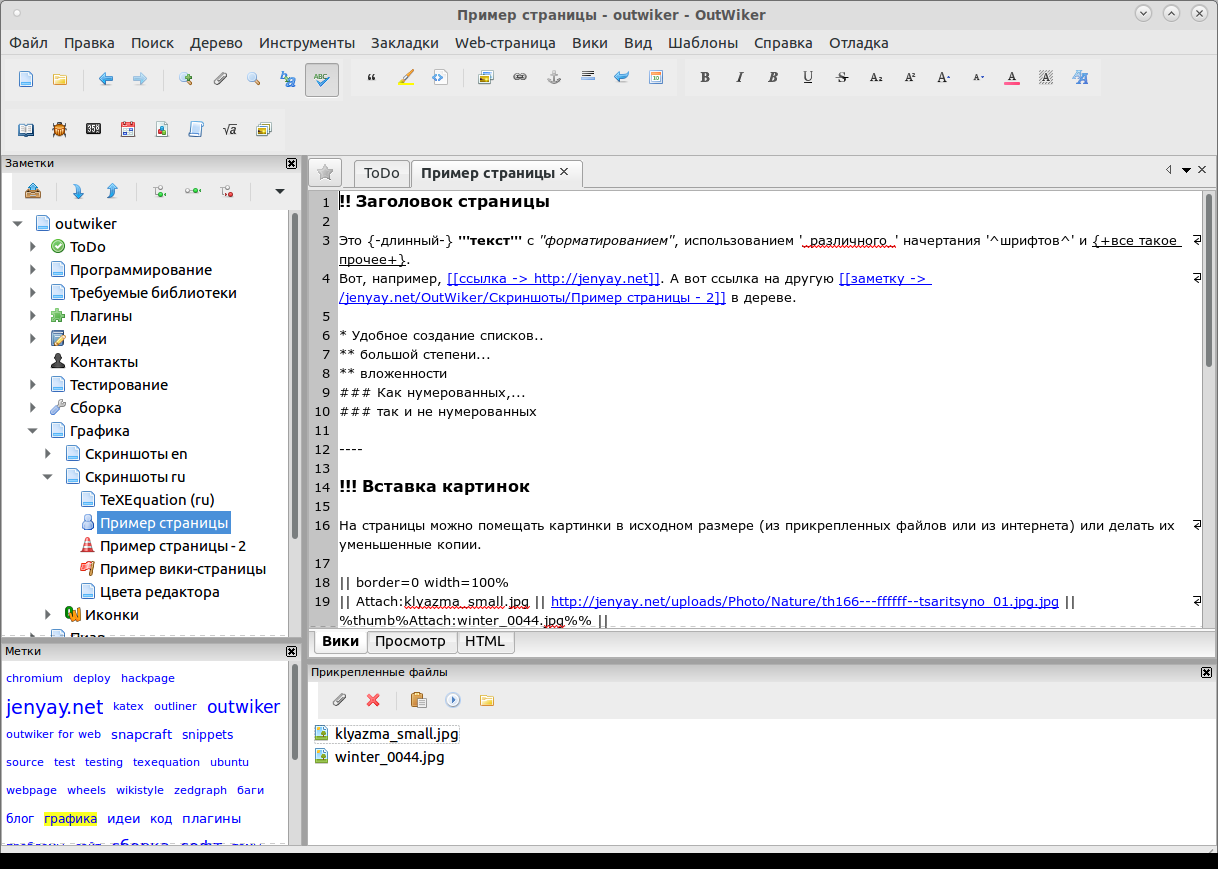 Пример страницы - outwiker - OutWiker
Файл Правка Поиск Дерево Инструменты Закладки Web-страница Вики Вид Шаблоны Справка Отладка
Заметки
outwiker
ToDo
Программирование
Требуемые библиотеки
Плагины
Идеи
Контакты
Тестирование
Сборка
Графика
Скриншоты en
Скриншоты ru
TeXEquation (ru)
Пример страницы
Пример страницы - 2
Пример вики-страницы
Цвета редактора
Иконки
Метки
chromium deploy hackpage
jenyay.net katex outliner outwiker
outwiker for web snapcraft snippets
source test testing texequation ubuntu
webpage wheels wikistyle zedgraph баги
блог графика идеи код плагины
ToDo Пример страницы
1 !! Заголовок страницы
2
3 Это {-длинный-} '''текст''' с ''форматированием'', использованием '_различного_' начертания '^шрифтов^' и {+все такое
прочее+}.
4 Вот, например, [[ссылка -> http://jenyay.net]]. А вот ссылка на другую [[заметку ->
/jenyay.net/OutWiker/Скриншоты/Пример страницы - 2]] в дереве.
5
6 * Удобное создание списков..
7 ** большой степени...
8 ** вложенности
9 ### Как нумерованных,...
10 ### так и не нумерованных
11
12 ----
13
14 !!! Вставка картинок
15
16 На страницы можно помещать картинки в исходном размере (из прикрепленных файлов или из интернета) или делать их
уменьшенные копии.
17
18 || border=0 width=100%
19 || Attach:klyazma_small.jpg || http://jenyay.net/uploads/Photo/Nature/th166---ffffff--tsaritsyno_01.jpg.jpg ||
%thumb%Attach:winter_0044.jpg%% ||
Вики Просмотр HTML
Прикрепленные файлы
klyazma_small.jpg
winter_0044.jpg